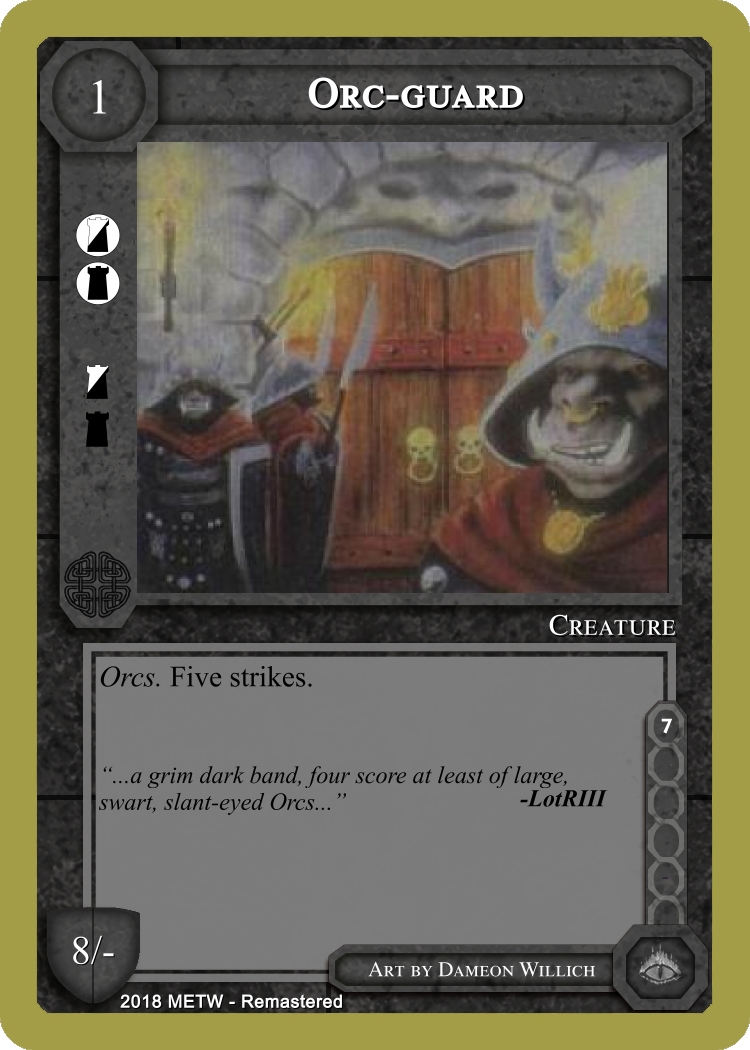 1
ORC-GUARD
CREATURE
Orcs. Five strikes.
7
“...a grim dark band, four score at least of large,
swart, slant-eyed Orcs...”
-LotRIII
8/-
ART BY DAMEON WILLICH
2018 METW - Remastered